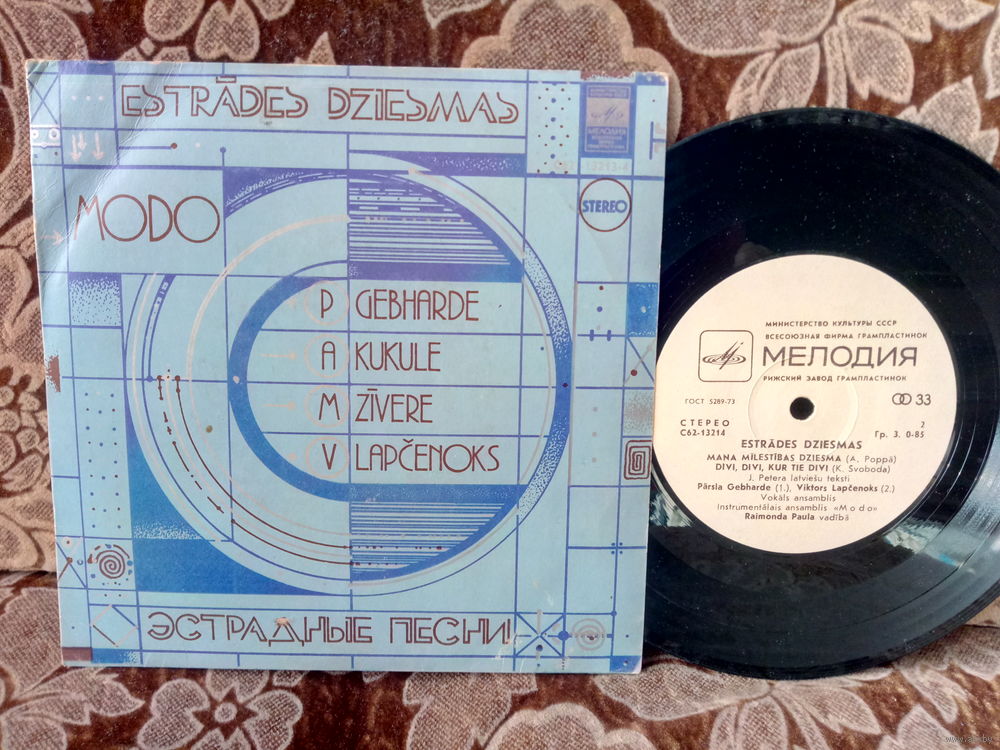 ESTRĀDES DZIESMAS
МЕЛОДИЯ
13213-4
MODO
STEREO
P GEBHARDE
A KUKULE
M ZĪVERE
V LAPČENOKS
ЭСТРАДНЫЕ ПЕСНИ
МИНИСТЕРСТВО КУЛЬТУРЫ СССР
ВСЕСОЮЗНАЯ ФИРМА ГРАМПЛАСТИНОК
МЕЛОДИЯ
РИЖСКИЙ ЗАВОД ГРАМПЛАСТИНОК
ГОСТ 5289-73
33
СТЕРЕО
С62-13214
2
Гр. 3. 0-85
ESTRĀDES DZIESMAS
MANA MĪLESTĪBAS DZIESMA (A. Poppā)
DIVI, DIVI, KUR TIE DIVI (K. Svoboda)
J. Petera latviešu teksti
Pārsla Gebharde (1.), Viktors Lapčenoks (2.)
Vokāls ansamblis
Instrumentālais ansamblis «Modo»
Raimonda Paula vadībā